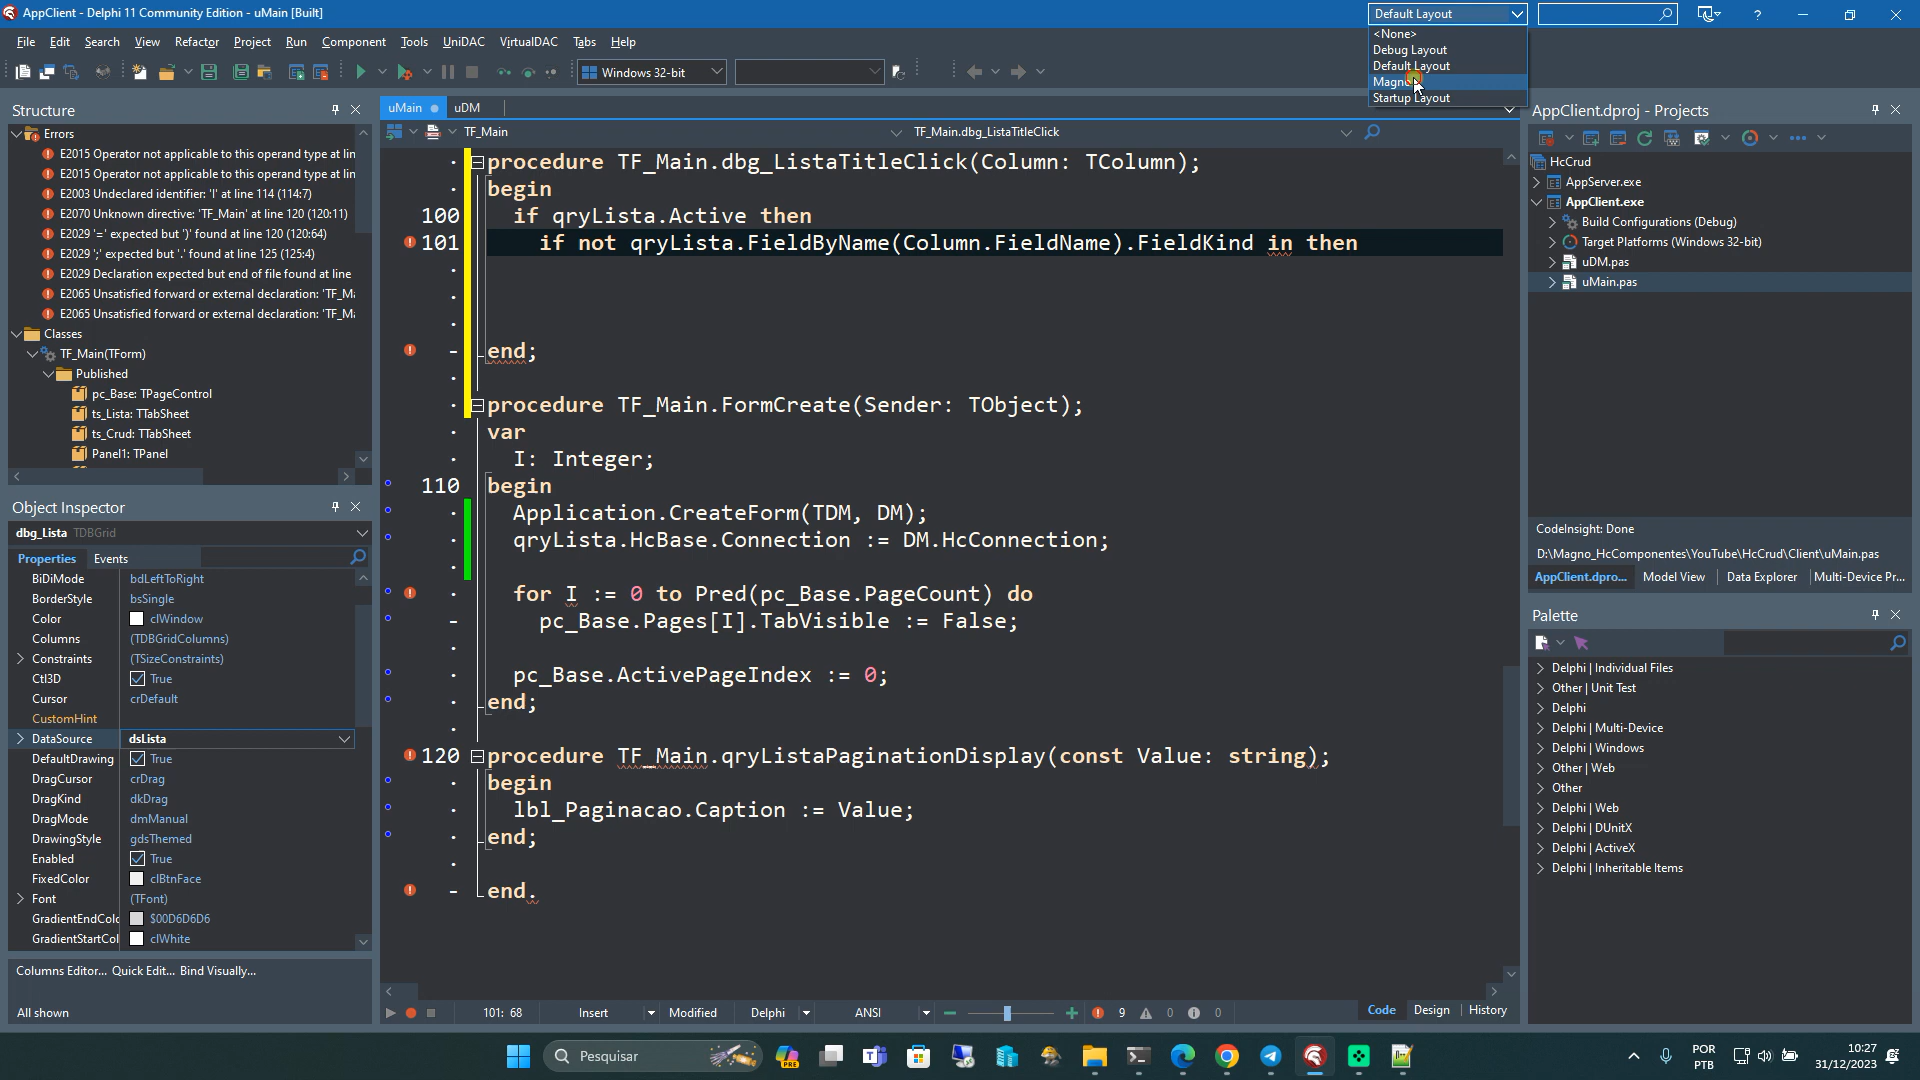 AppClient - Delphi 11 Community Edition - uMain [Built]
Default Layout
?
File Edit Search View Refactor Project Run Component Tools UniDAC VirtualDAC Tabs Help
<None>
Debug Layout
Default Layout
Startup Layout
Windows 32-bit
Structure
Errors
E2015 Operator not applicable to this operand type at lin
E2015 Operator not applicable to this operand type at lin
E2003 Undeclared identifier: 'I' at line 114 (114:7)
E2070 Unknown directive: 'TF_Main' at line 120 (120:11)
E2029 '=' expected but ')' found at line 120 (120:64)
E2029 ';' expected but '.' found at line 125 (125:4)
E2029 Declaration expected but end of file found at line
E2065 Unsatisfied forward or external declaration: 'TF_Ma
E2065 Unsatisfied forward or external declaration: 'TF_Ma
Classes
TF_Main(TForm)
Published
pc_Base: TPageControl
ts_Lista: TTabSheet
ts_Crud: TTabSheet
Panel1: TPanel
Object Inspector
dbg_Lista TDBGrid
Properties Events
BiDiMode bdLeftToRight
BorderStyle bsSingle
Color clWindow
Columns (TDBGridColumns)
Constraints (TSizeConstraints)
Ctl3D True
Cursor crDefault
CustomHint
DataSource dsLista
DefaultDrawing True
DragCursor crDrag
DragKind dkDrag
DragMode dmManual
DrawingStyle gdsThemed
Enabled True
FixedColor clBtnFace
Font (TFont)
GradientEndColo $00D6D6D6
GradientStartCol clWhite
Columns Editor... Quick Edit... Bind Visually...
All shown
uMain uDM
TF_Main TF_Main.dbg_ListaTitleClick
procedure TF_Main.dbg_ListaTitleClick(Column: TColumn);
begin
100 if qryLista.Active then
101 if not qryLista.FieldByName(Column.FieldName).FieldKind in then
end;
procedure TF_Main.FormCreate(Sender: TObject);
var
I: Integer;
110 begin
Application.CreateForm(TDM, DM);
qryLista.HcBase.Connection := DM.HcConnection;
for I := 0 to Pred(pc_Base.PageCount) do
pc_Base.Pages[I].TabVisible := False;
pc_Base.ActivePageIndex := 0;
end;
120 procedure TF_Main.qryListaPaginationDisplay(const Value: string);
begin
lbl_Paginacao.Caption := Value;
end;
end.
101: 68 Insert Modified Delphi ANSI 9 0 0
Code Design History
AppClient.dproj - Projects
HcCrud
AppServer.exe
AppClient.exe
Build Configurations (Debug)
Target Platforms (Windows 32-bit)
uDM.pas
uMain.pas
CodeInsight: Done
D:\Magno_HcComponentes\YouTube\HcCrud\Client\uMain.pas
AppClient.dpro... Model View Data Explorer Multi-Device Pr...
Palette
Delphi | Individual Files
Other | Unit Test
Delphi
Delphi | Multi-Device
Delphi | Windows
Other | Web
Other
Delphi | Web
Delphi | DUnitX
Delphi | ActiveX
Delphi | Inheritable Items
Pesquisar
PRE
POR
PTB
10:27
31/12/2023